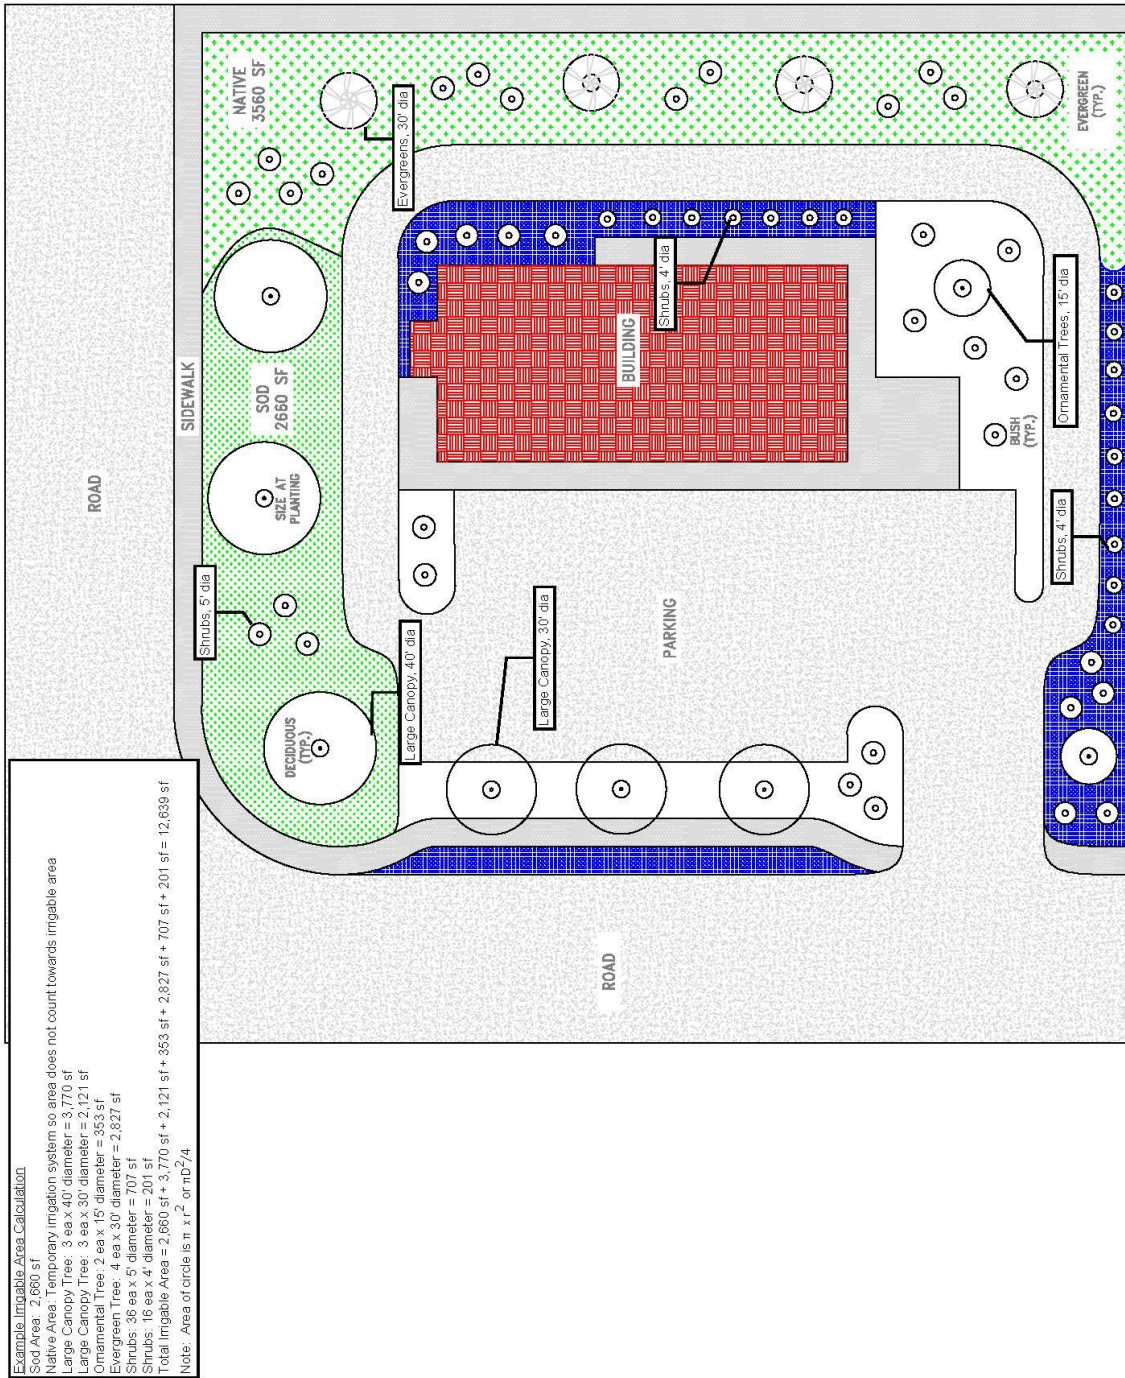 Example Irrigable Area Calculation
Sod Area: 2,660 sf
Native Area: Temporary irrigation system so area does not count towards irrigable area
Large Canopy Tree: 3 ea x 40' diameter = 3,770 sf
Large Canopy Tree: 3 ea x 30' diameter = 2,121 sf
Ornamental Tree: 2 ea x 15' diameter = 353 sf
Evergreen Tree: 4 ea x 30' diameter = 2,827 sf
Shrubs: 36 ea x 5' diameter = 707 sf
Shrubs: 16 ea x 4' diameter = 201 sf
Total Irrigable Area = 2,660 sf + 3,770 sf + 2,121 sf + 353 sf + 2,827 sf + 707 sf + 201 sf = 12,639 sf
Note: Area of circle is π x r² or πD²/4
ROAD
SIDEWALK
NATIVE
3560 SF
Evergreens, 30' dia
SOD
2660 SF
SIZE AT
PLANTING
Shrubs, 5' dia
DECIDUOUS
(TYP.)
Large Canopy, 40' dia
Large Canopy, 30' dia
BUILDING
Shrubs, 4' dia
PARKING
ROAD
EVERGREEN
(TYP.)
Ornamental Trees, 15' dia
BUSH
(TYP.)
Shrubs, 4' dia